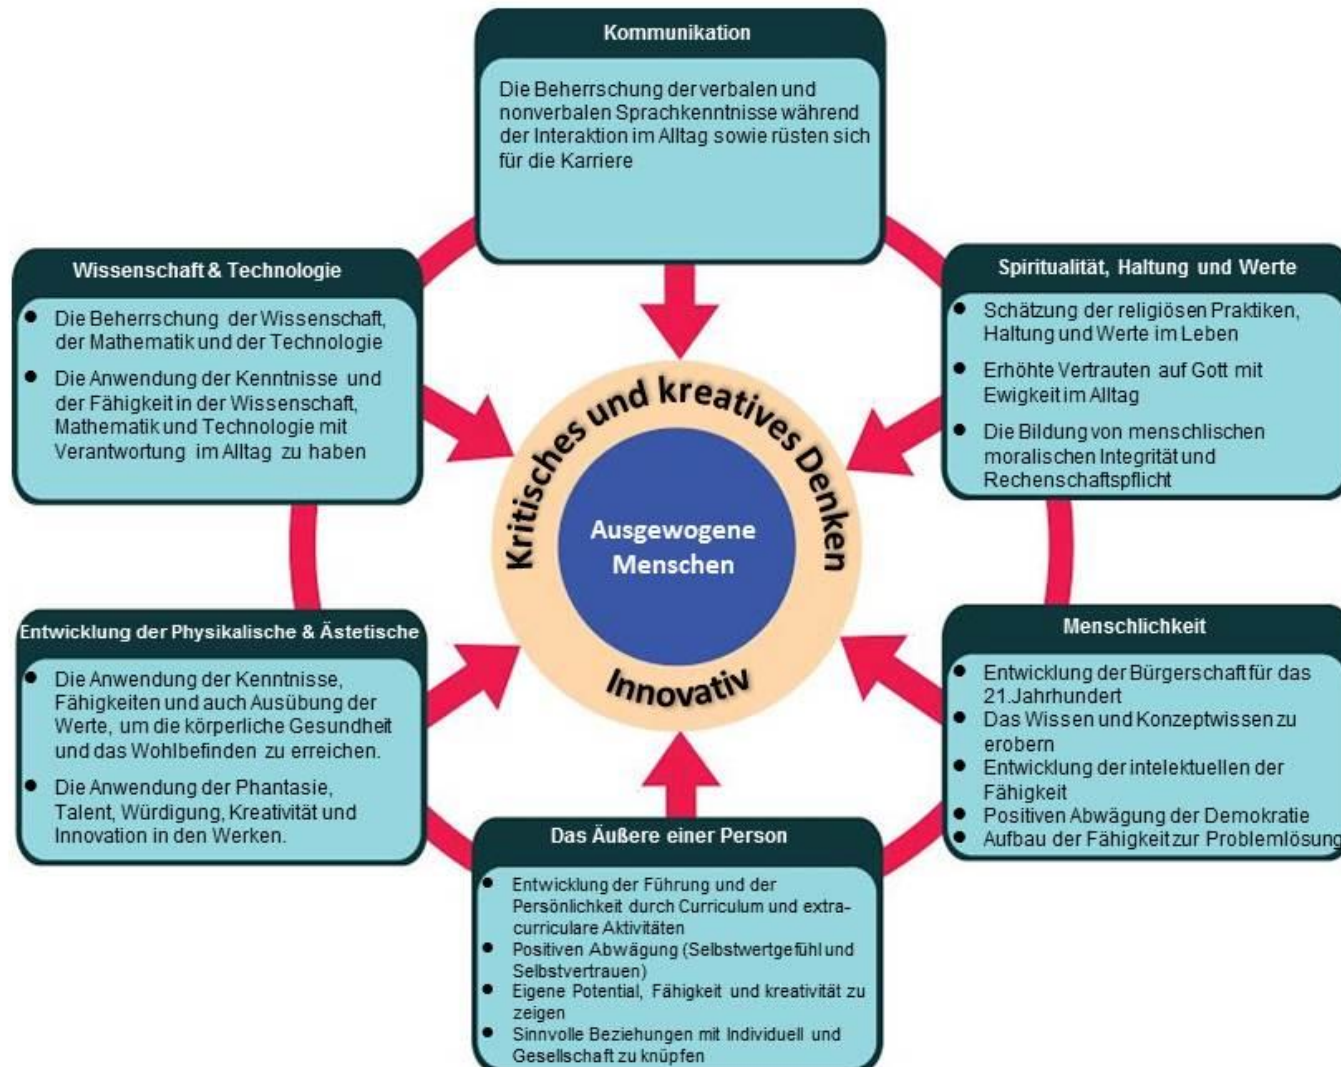 Kommunikation
Die Beherrschung der verbalen und
nonverbalen Sprachkenntnisse während
der Interaktion im Alltag sowie rüsten sich
für die Karriere
Wissenschaft & Technologie
● Die Beherrschung der Wissenschaft,
der Mathematik und der Technologie
● Die Anwendung der Kenntnisse und
der Fähigkeit in der Wissenschaft,
Mathematik und Technologie mit
Verantwortung im Alltag zu haben
Spiritualität, Haltung und Werte
● Schätzung der religiösen Praktiken,
Haltung und Werte im Leben
● Erhöhte Vertrauten auf Gott mit
Ewigkeit im Alltag
● Die Bildung von menschlischen
moralischen Integrität und
Rechenschaftspflicht
Kritisches und kreatives Denken
Ausgewogene
Menschen
Innovativ
Entwicklung der Physikalische & Ästetische
● Die Anwendung der Kenntnisse,
Fähigkeiten und auch Ausübung der
Werte, um die körperliche Gesundheit
und das Wohlbefinden zu erreichen.
● Die Anwendung der Phantasie,
Talent, Würdigung, Kreativität und
Innovation in den Werken.
Menschlichkeit
● Entwicklung der Bürgerschaft für das
21.Jahrhundert
● Das Wissen und Konzeptwissen zu
erobern
● Entwicklung der intelektuellen der
Fähigkeit
● Positiven Abwägung der Demokratie
● Aufbau der Fähigkeit zur Problemlösung
Das Äußere einer Person
● Entwicklung der Führung und der
Persönlichkeit durch Curriculum und extra-
curriculare Aktivitäten
● Positiven Abwägung (Selbstwertgefühl und
Selbstvertrauen)
● Eigene Potential, Fähigkeit und kreativität zu
zeigen
● Sinnvolle Beziehungen mit Individuell und
Gesellschaft zu knüpfen